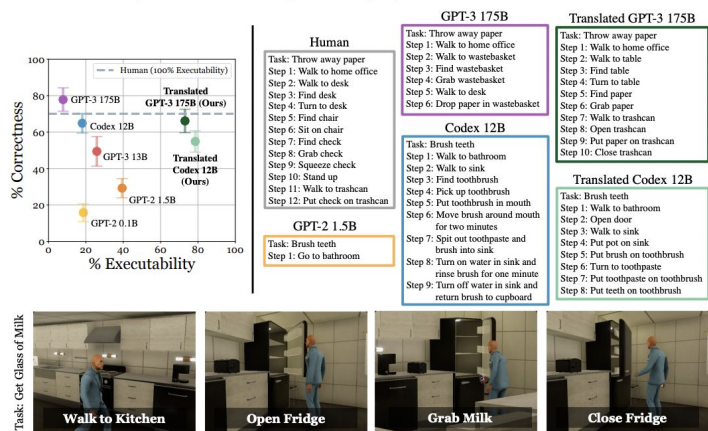 % Correctness
100
80
60
40
20
0
0
20
40
60
80
100
% Executability
Human (100% Executability)
GPT-3 175B
Translated
GPT-3 175B (Ours)
Codex 12B
GPT-3 13B
Translated
Codex 12B
(Ours)
GPT-2 1.5B
GPT-2 0.1B
Human
Task: Throw away paper
Step 1: Walk to home office
Step 2: Walk to desk
Step 3: Find desk
Step 4: Turn to desk
Step 5: Find chair
Step 6: Sit on chair
Step 7: Find check
Step 8: Grab check
Step 9: Squeeze check
Step 10: Stand up
Step 11: Walk to trashcan
Step 12: Put check on trashcan
GPT-2 1.5B
Task: Brush teeth
Step 1: Go to bathroom
GPT-3 175B
Task: Throw away paper
Step 1: Walk to home office
Step 2: Walk to wastebasket
Step 3: Find wastebasket
Step 4: Grab wastebasket
Step 5: Walk to desk
Step 6: Drop paper in wastebasket
Codex 12B
Task: Brush teeth
Step 1: Walk to bathroom
Step 2: Walk to sink
Step 3: Find toothbrush
Step 4: Pick up toothbrush
Step 5: Put toothbrush in mouth
Step 6: Move brush around mouth
for two minutes
Step 7: Spit out toothpaste and
brush into sink
Step 8: Turn on water in sink and
rinse brush for one minute
Step 9: Turn off water in sink and
return brush to cupboard
Translated GPT-3 175B
Task: Throw away paper
Step 1: Walk to home office
Step 2: Walk to table
Step 3: Find table
Step 4: Turn to table
Step 5: Find paper
Step 6: Grab paper
Step 7: Walk to trashcan
Step 8: Open trashcan
Step 9: Put paper on trashcan
Step 10: Close trashcan
Translated Codex 12B
Task: Brush teeth
Step 1: Walk to bathroom
Step 2: Open door
Step 3: Walk to sink
Step 4: Put pot on sink
Step 5: Put brush on toothbrush
Step 6: Turn to toothpaste
Step 7: Put toothpaste on toothbrush
Step 8: Put teeth on toothbrush
Task: Get Glass of Milk
Walk to Kitchen
Open Fridge
Grab Milk
Close Fridge